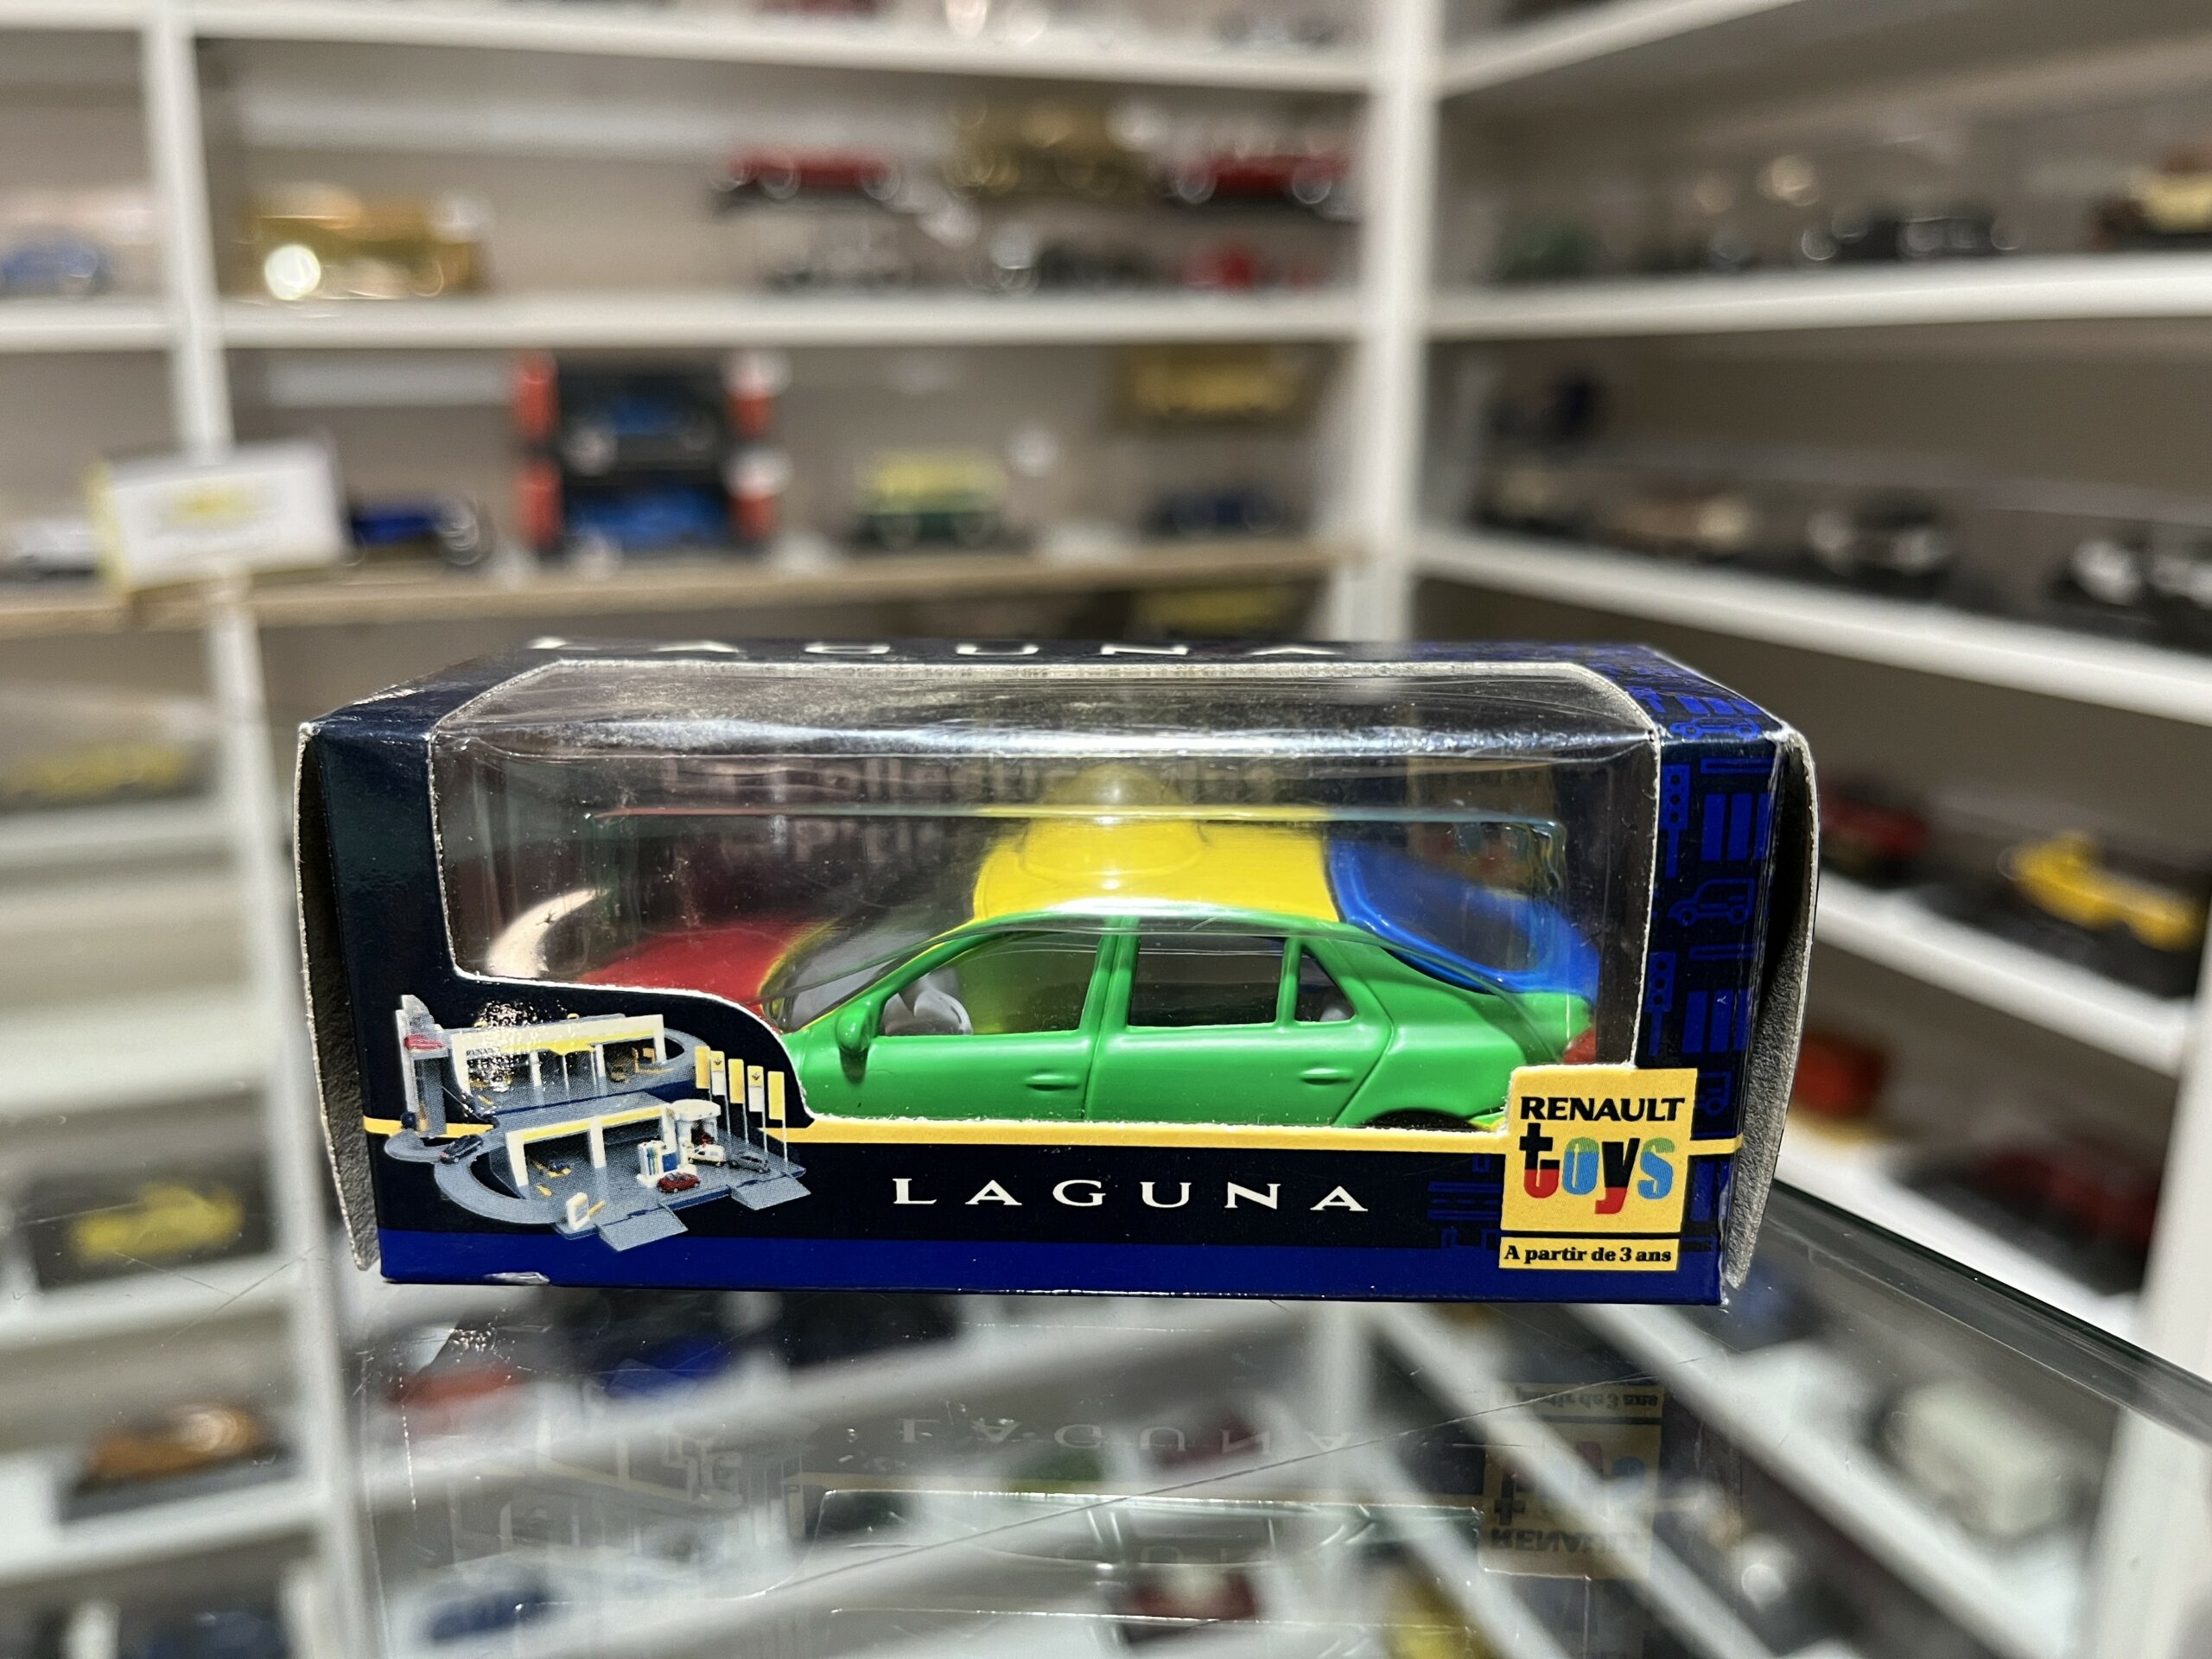 LAGUNA
LAGUNA
RENAULT
toys
A partir de 3 ans